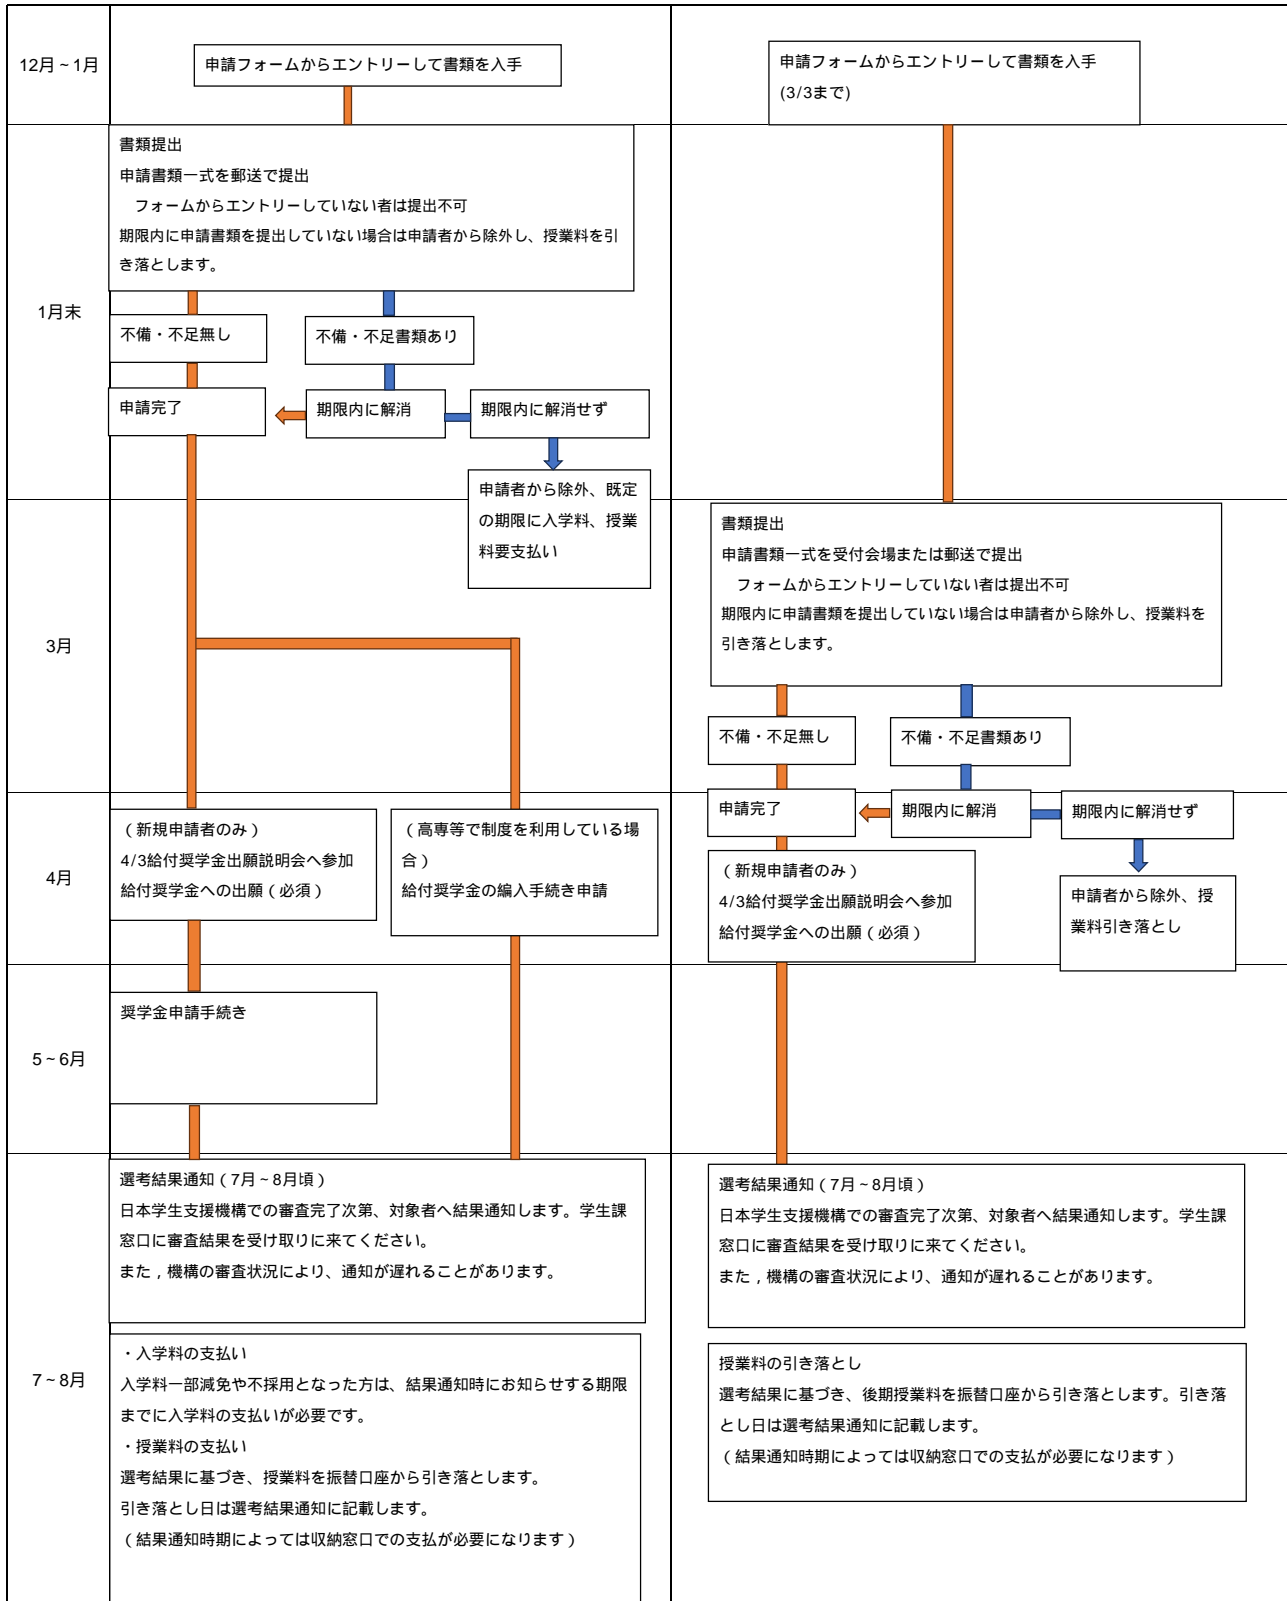 12月~1月
申請フォームからエントリーして書類を入手
申請フォームからエントリーして書類を入手
(3/3まで)
1月末
書類提出
申請書類一式を郵送で提出
フォームからエントリーしていない者は提出不可
期限内に申請書類を提出していない場合は申請者から除外し、授業料を引
き落とします。
不備・不足無し
不備・不足書類あり
申請完了
期限内に解消
期限内に解消せず
申請者から除外、既定
の期限に入学料、授業
料要支払い
3月
書類提出
申請書類一式を受付会場または郵送で提出
フォームからエントリーしていない者は提出不可
期限内に申請書類を提出していない場合は申請者から除外し、授業料を
引き落とします。
不備・不足無し
不備・不足書類あり
4月
(新規申請者のみ)
4/3給付奨学金出願説明会へ参加
給付奨学金への出願(必須)
(高専等で制度を利用している場
合)
給付奨学金の編入手続き申請
申請完了
期限内に解消
期限内に解消せず
(新規申請者のみ)
4/3給付奨学金出願説明会へ参加
給付奨学金への出願(必須)
申請者から除外、授
業料引き落とし
5~6月
奨学金申請手続き
7~8月
選考結果通知(7月~8月頃)
日本学生支援機構での審査完了次第、対象者へ結果通知します。学生課
窓口に審査結果を受け取りに来てください。
また,機構の審査状況により、通知が遅れることがあります。
・入学料の支払い
入学料一部減免や不採用となった方は、結果通知時にお知らせする期限
までに入学料の支払いが必要です。
・授業料の支払い
選考結果に基づき、授業料を振替口座から引き落とします。
引き落とし日は選考結果通知に記載します。
(結果通知時期によっては収納窓口での支払が必要になります)
選考結果通知(7月~8月頃)
日本学生支援機構での審査完了次第、対象者へ結果通知します。学生課
窓口に審査結果を受け取りに来てください。
また,機構の審査状況により、通知が遅れることがあります。
授業料の引き落とし
選考結果に基づき、後期授業料を振替口座から引き落とします。引き落
とし日は選考結果通知に記載します。
(結果通知時期によっては収納窓口での支払が必要になります)